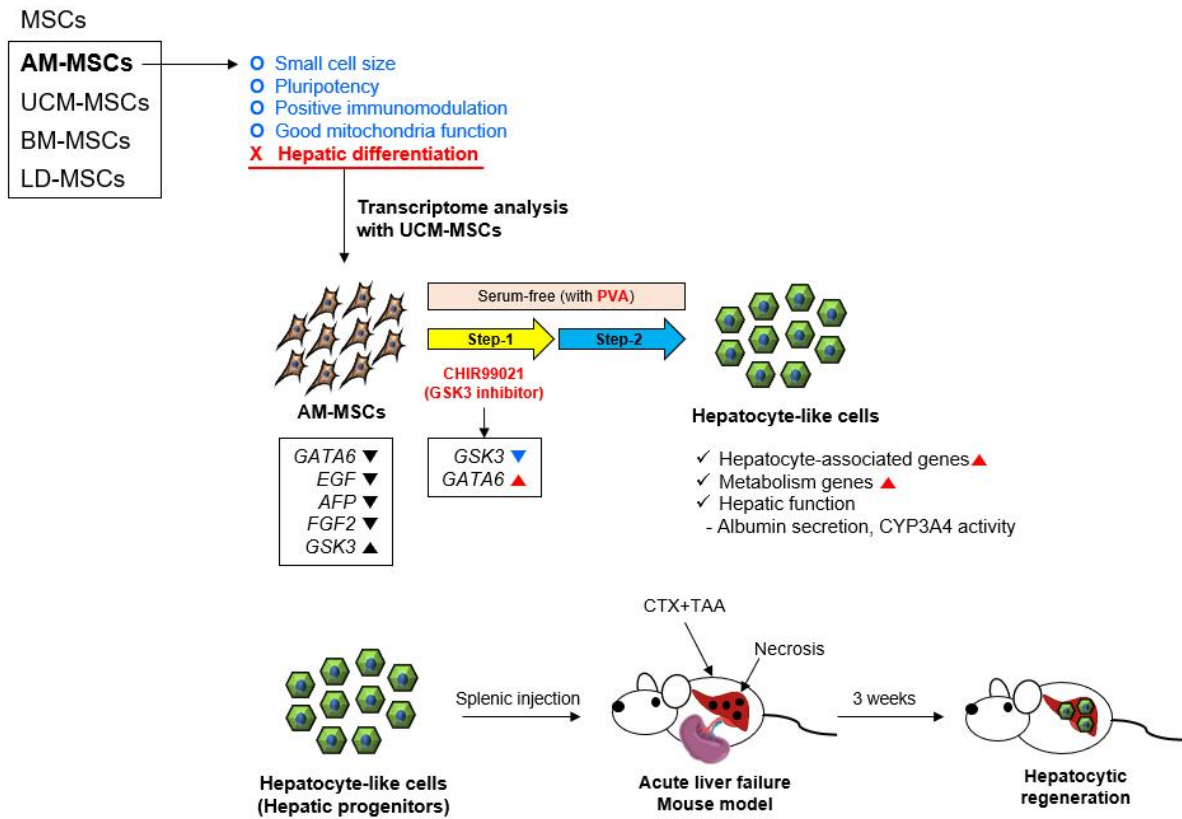 MSCs
AM-MSCs
UCM-MSCs
BM-MSCs
LD-MSCs
O Small cell size
O Pluripotency
O Positive immunomodulation
O Good mitochondria function
X Hepatic differentiation
Transcriptome analysis
with UCM-MSCs
Serum-free (with PVA)
Step-1
Step-2
CHIR99021
(GSK3 inhibitor)
AM-MSCs
Hepatocyte-like cells
GATA6 ▼
EGF ▼
AFP ▼
FGF2 ▼
GSK3 ▲
GSK3 ▼
GATA6 ▲
✓ Hepatocyte-associated genes ▲
✓ Metabolism genes ▲
✓ Hepatic function
- Albumin secretion, CYP3A4 activity
CTX+TAA
Necrosis
Splenic injection
3 weeks
Hepatocyte-like cells
(Hepatic progenitors)
Acute liver failure
Mouse model
Hepatocytic
regeneration